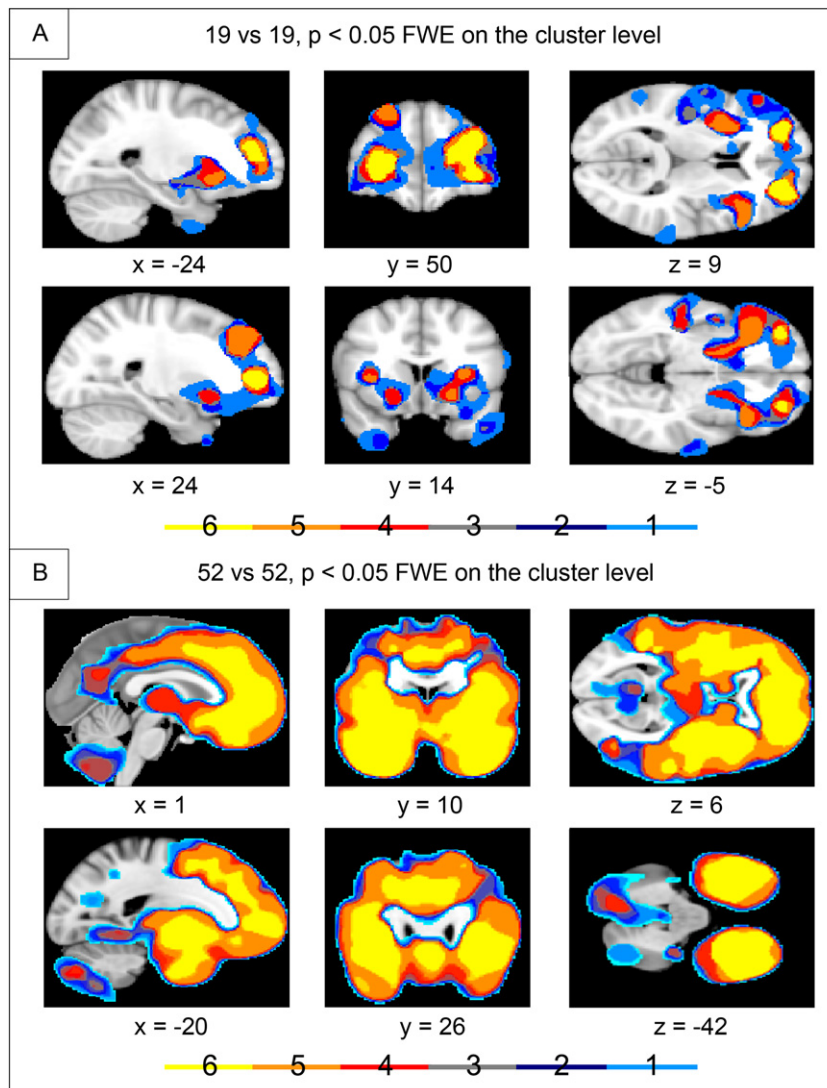 A
19 vs 19, p < 0.05 FWE on the cluster level
x = -24 y = 50 z = 9
x = 24 y = 14 z = -5
6 5 4 3 2 1
B
52 vs 52, p < 0.05 FWE on the cluster level
x = 1 y = 10 z = 6
x = -20 y = 26 z = -42
6 5 4 3 2 1